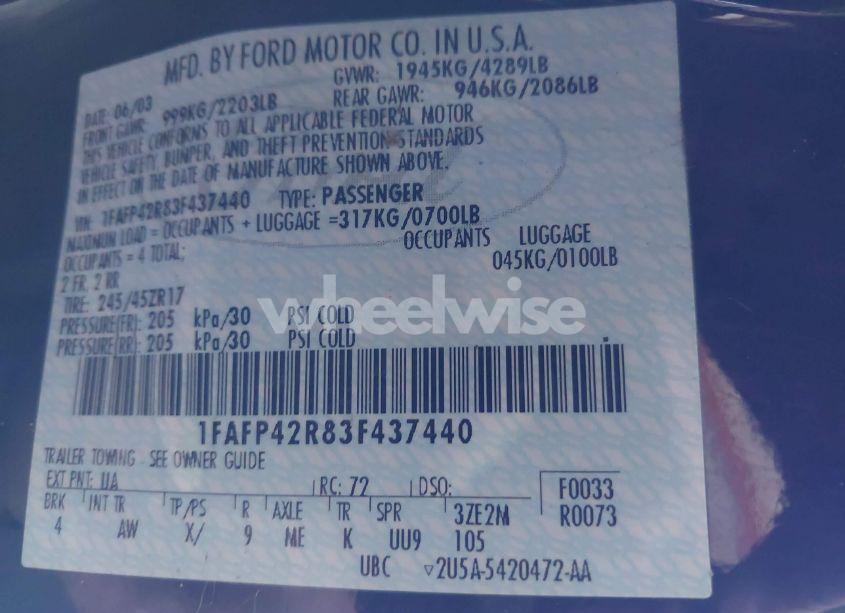 MFD. BY FORD MOTOR CO. IN U.S.A.
DATE: 06/03 GVWR: 1945KG/4289LB
FRONT GAWR: 999KG/2203LB REAR GAWR: 946KG/2086LB
THIS VEHICLE CONFORMS TO ALL APPLICABLE FEDERAL MOTOR
VEHICLE SAFETY, BUMPER, AND THEFT PREVENTION STANDARDS
IN EFFECT ON THE DATE OF MANUFACTURE SHOWN ABOVE.
VIN: 1FAFP42R83F437440 TYPE: PASSENGER
MAXIMUM LOAD = OCCUPANTS + LUGGAGE =317KG/0700LB
OCCUPANTS = 4 TOTAL; OCCUPANTS LUGGAGE
2 FR, 2 RR 045KG/0100LB
TIRE: 245/45ZR17
PRESSURE(FR): 205 kPa/30 PSI COLD
PRESSURE(RR): 205 kPa/30 PSI COLD
wheelwise
1FAFP42R83F437440
TRAILER TOWING - SEE OWNER GUIDE
EXT PNT: UA RC: 72 DSO: F0033
BRK INT TR TP/PS R AXLE TR SPR 3ZE2M R0073
4 AW X/ 9 ME K UU9 105
UBC ▽2U5A-5420472-AA